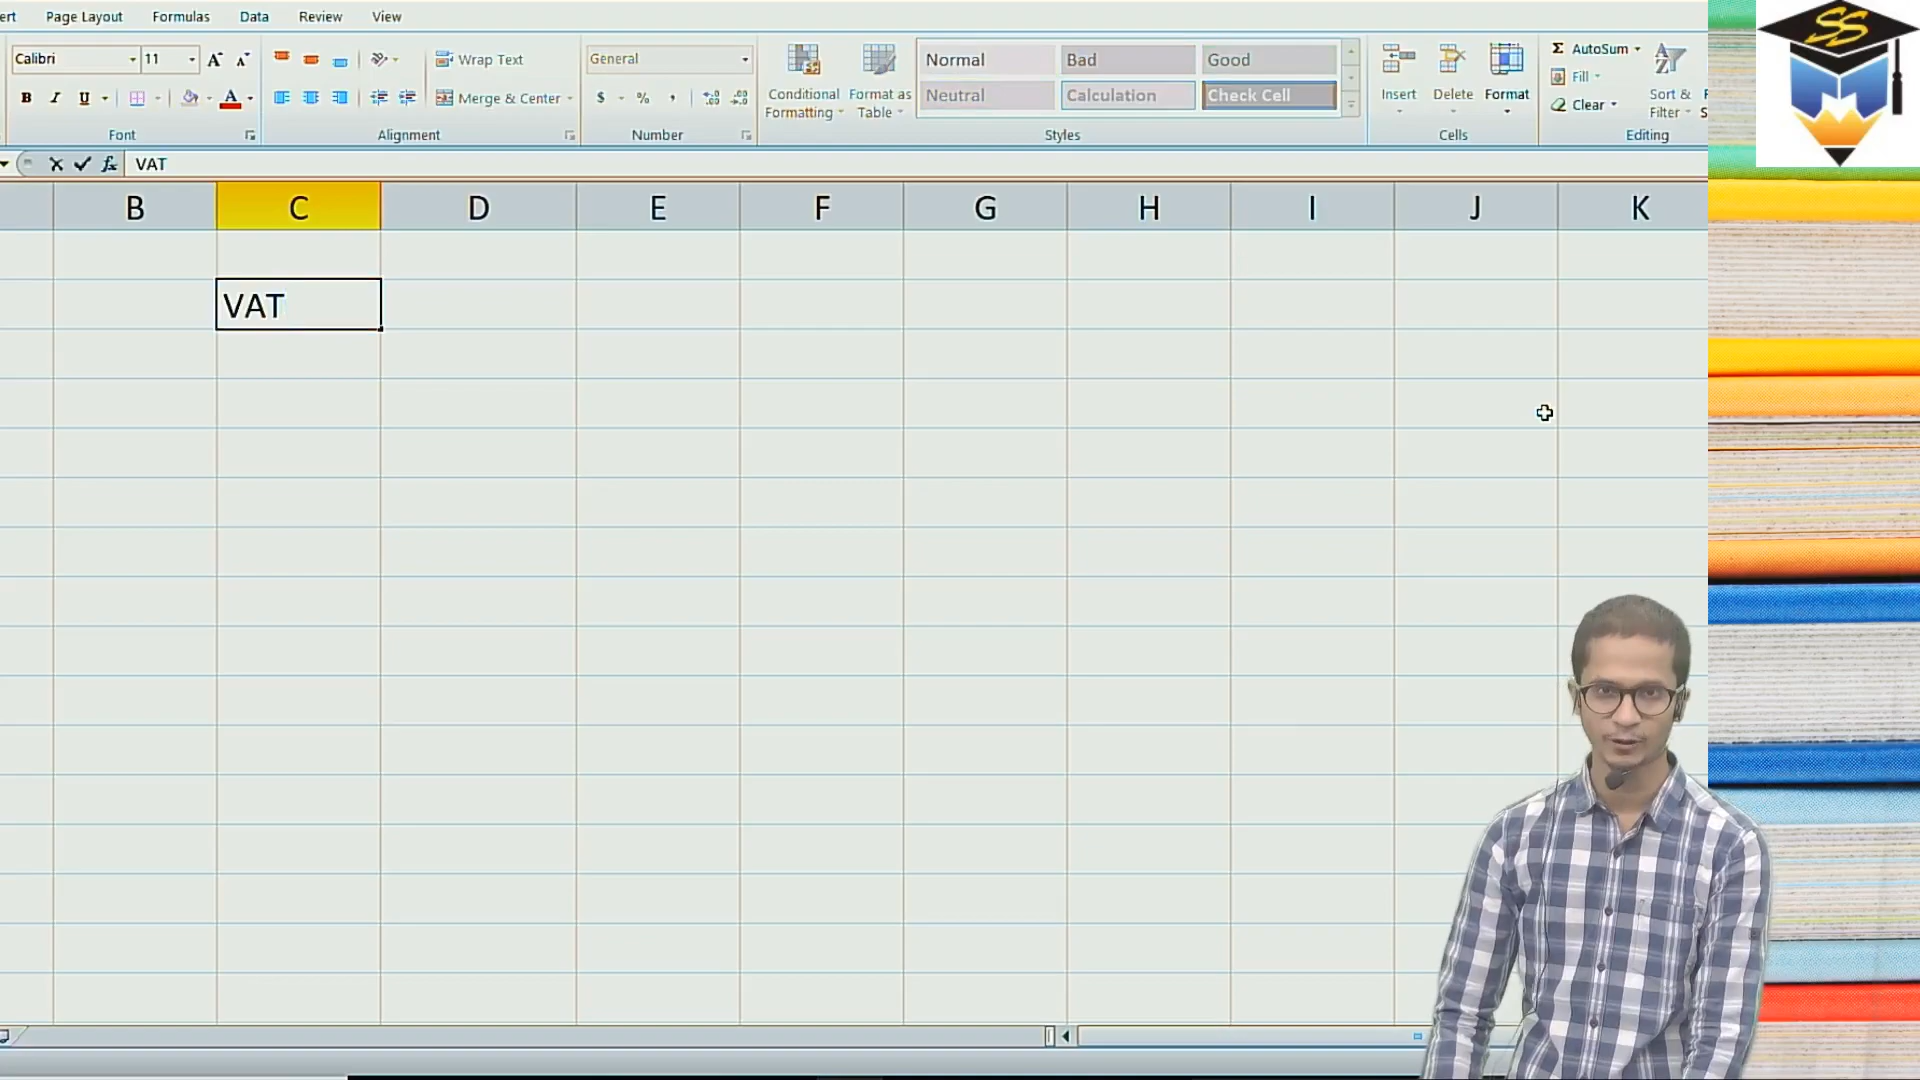 ert Page Layout Formulas Data Review View
Calibri 11 A A Wrap Text General Normal Bad Good Insert Delete Format Σ AutoSum
B I U A Merge & Center $ % , Conditional Formatting Format as Table Neutral Calculation Check Cell Fill Sort & Filter
Clear
Font Alignment Number Styles Cells Editing
fx VAT
B C D E F G H I J K
VAT
SS